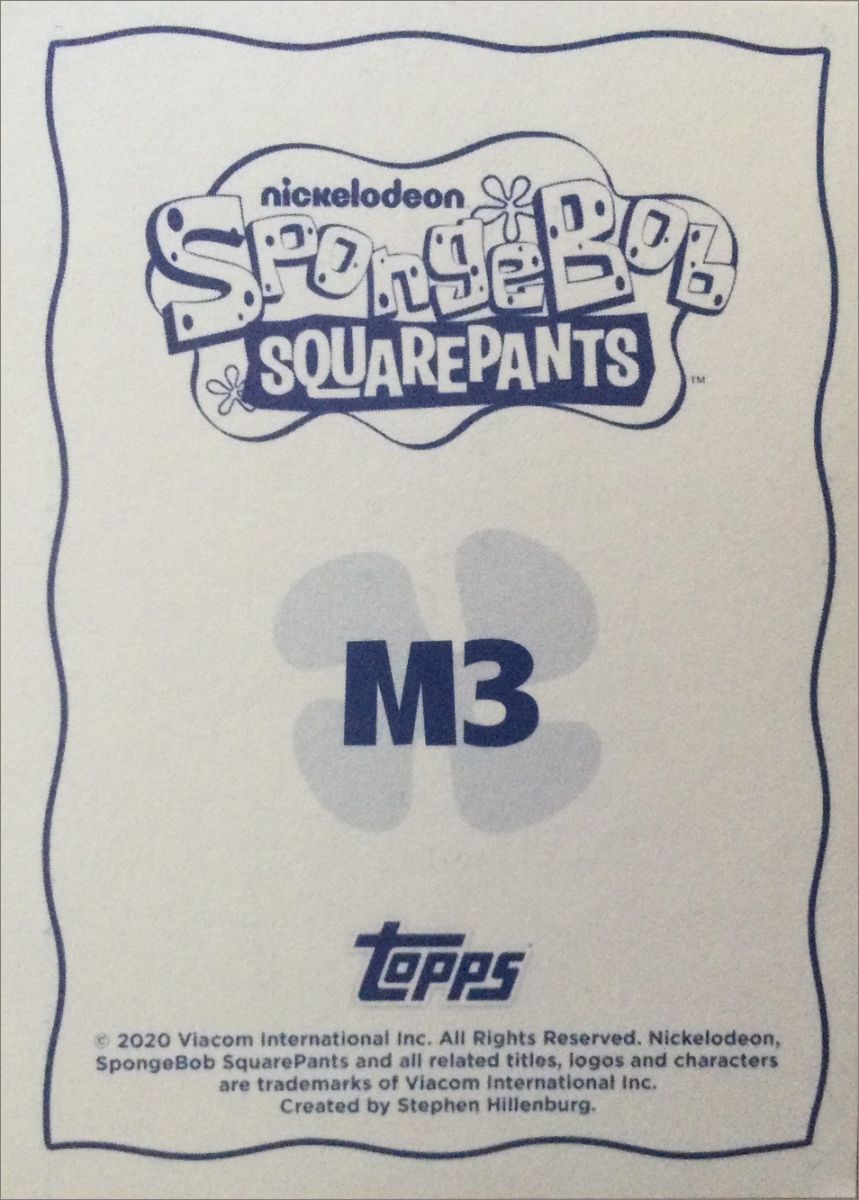 nickelodeon
SpongeBob
SQUAREPANTS
™
M3
topps
© 2020 Viacom International Inc. All Rights Reserved. Nickelodeon,
SpongeBob SquarePants and all related titles, logos and characters
are trademarks of Viacom International Inc.
Created by Stephen Hillenburg.